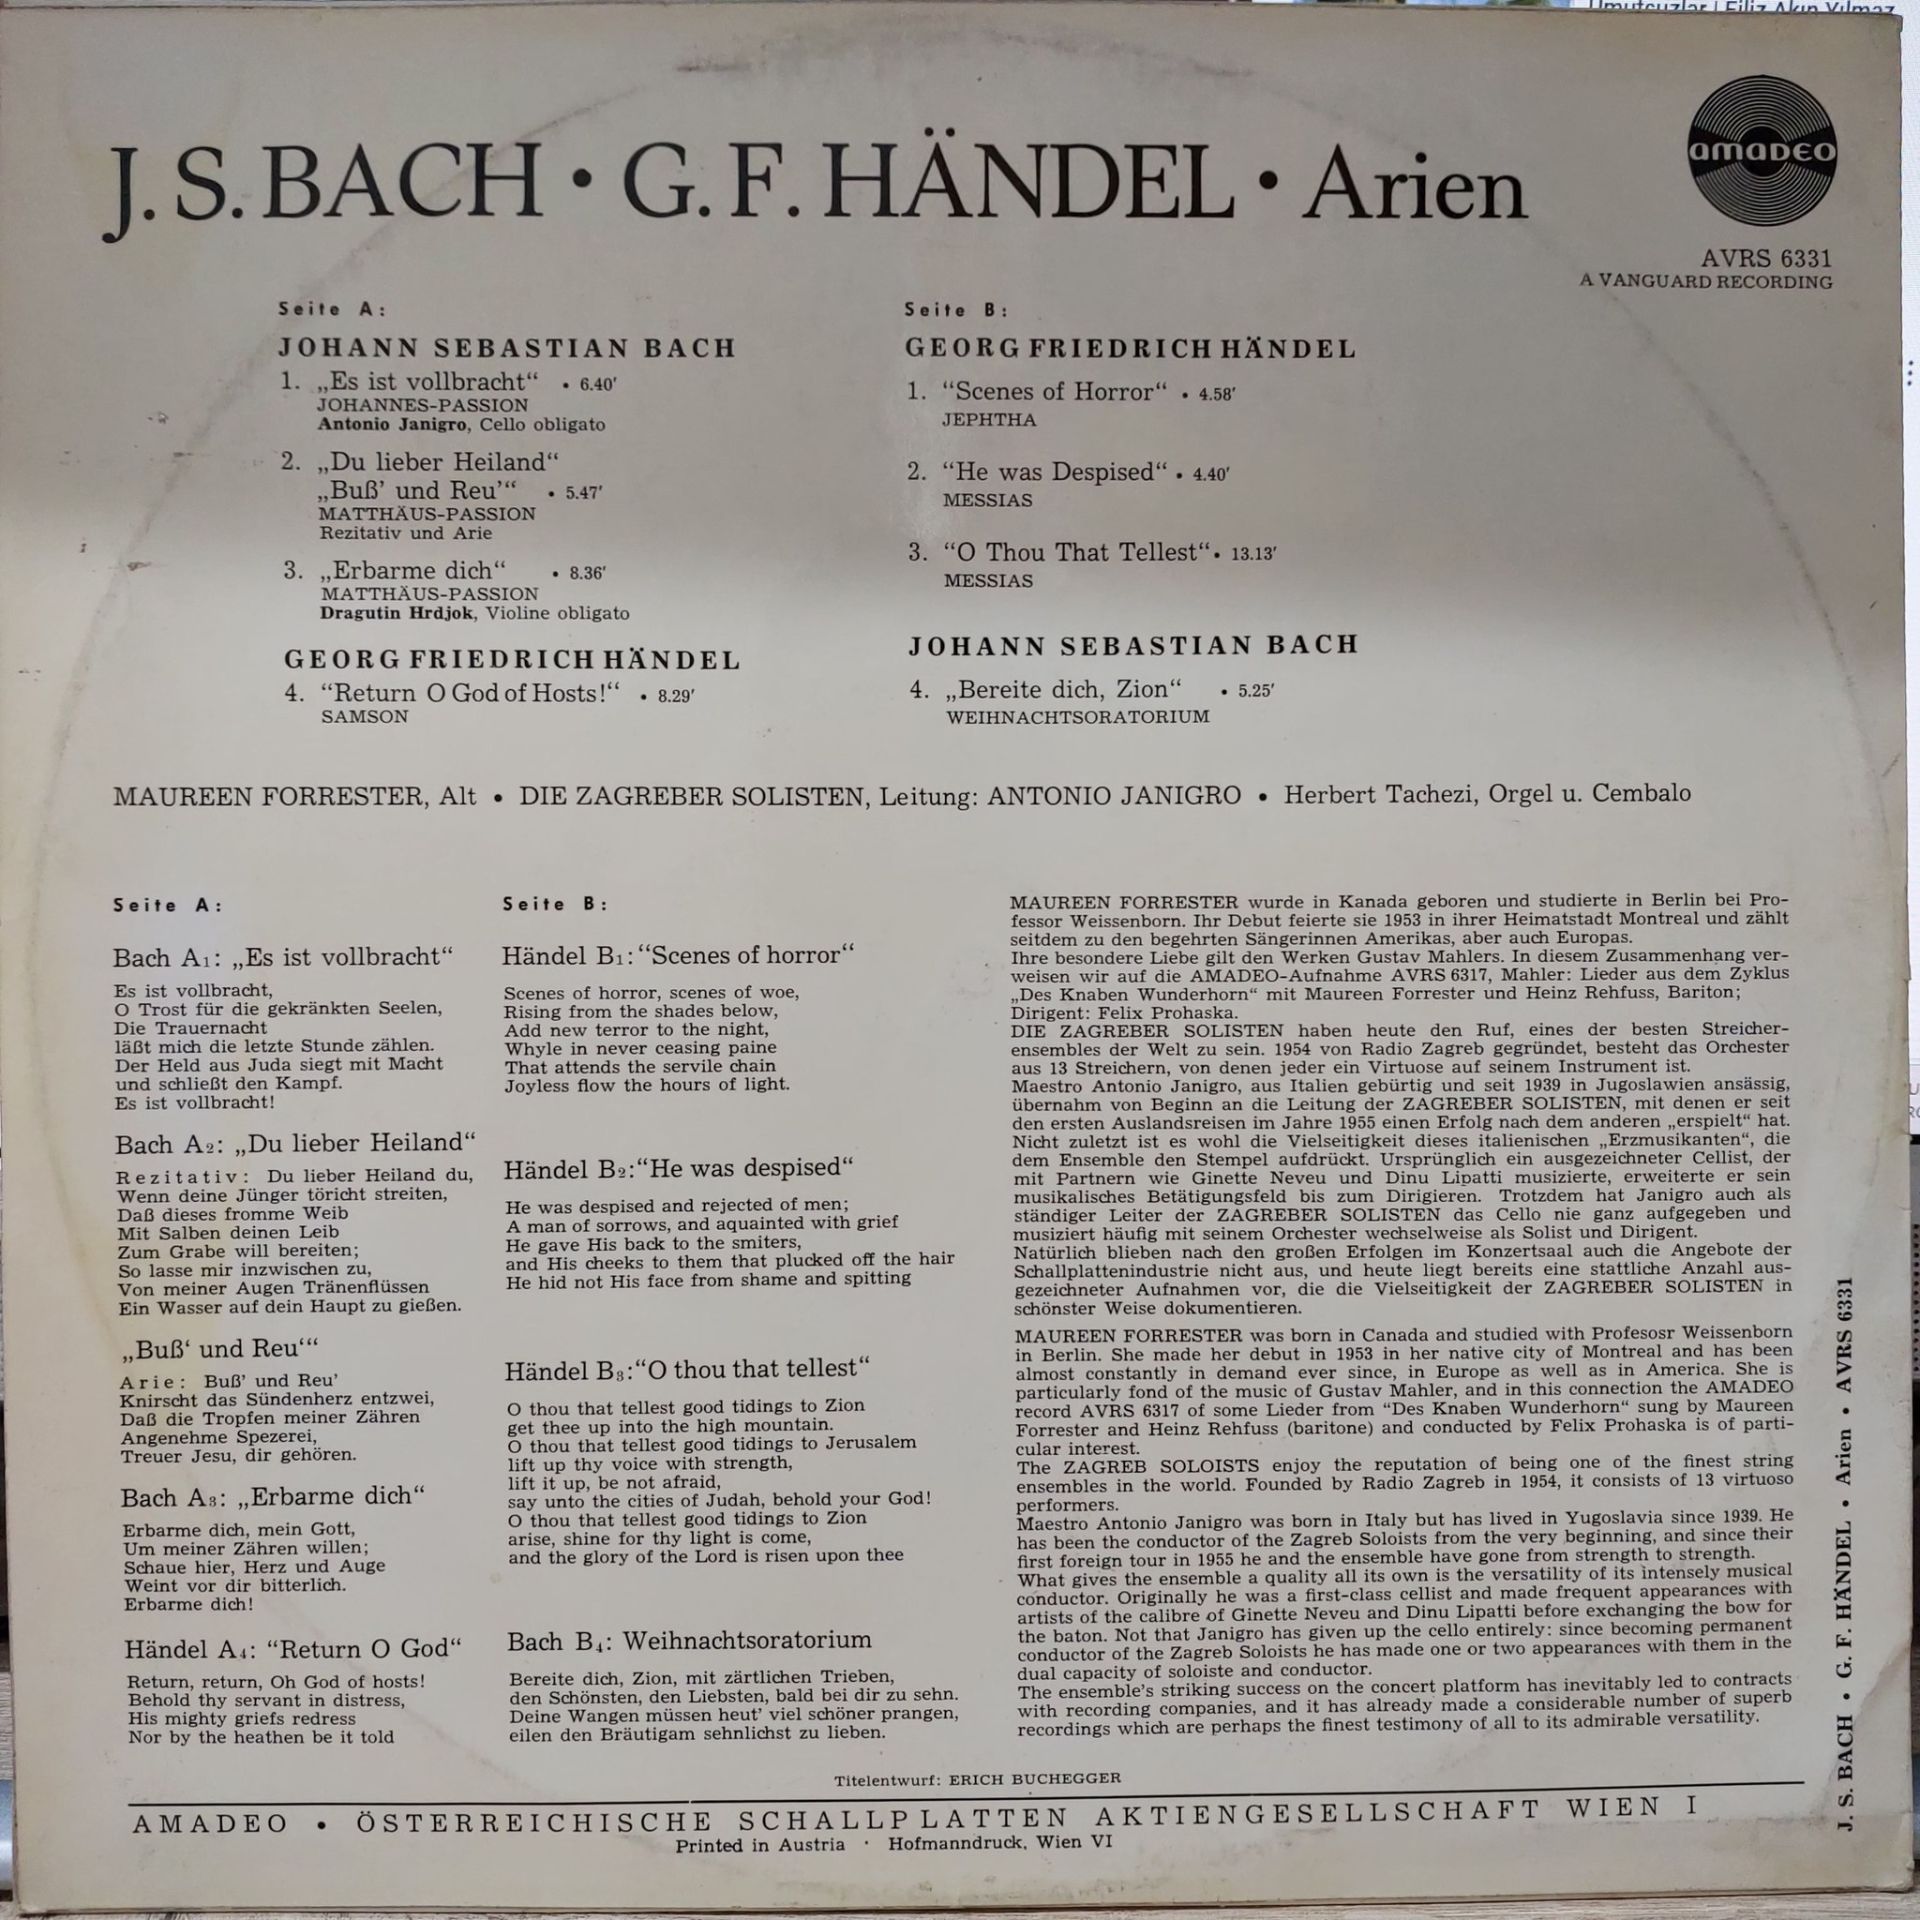 Umutcuzlar | Filiz Akın Yılmaz
J. S. BACH • G. F. HÄNDEL • Arien
amadeo
AVRS 6331
A VANGUARD RECORDING
Seite A:
JOHANN SEBASTIAN BACH
1. „Es ist vollbracht“ • 6.40′
JOHANNES-PASSION
Antonio Janigro, Cello obligato
2. „Du lieber Heiland“
„Buß’ und Reu’“ • 5.47′
MATTHÄUS-PASSION
Rezitativ und Arie
3. „Erbarme dich“ • 8.36′
MATTHÄUS-PASSION
Dragutin Hrdjok, Violine obligato
GEORG FRIEDRICH HÄNDEL
4. “Return O God of Hosts!“ • 8.29′
SAMSON
Seite B:
GEORG FRIEDRICH HÄNDEL
1. “Scenes of Horror“ • 4.58′
JEPHTHA
2. “He was Despised“ • 4.40′
MESSIAS
3. “O Thou That Tellest“ • 13.13′
MESSIAS
JOHANN SEBASTIAN BACH
4. „Bereite dich, Zion“ • 5.25′
WEIHNACHTSORATORIUM
MAUREEN FORRESTER, Alt • DIE ZAGREBER SOLISTEN, Leitung: ANTONIO JANIGRO • Herbert Tachezi, Orgel u. Cembalo
Seite A:
Bach A1: „Es ist vollbracht“
Es ist vollbracht,
O Trost für die gekränkten Seelen,
Die Trauernacht
läßt mich die letzte Stunde zählen.
Der Held aus Juda siegt mit Macht
und schließt den Kampf.
Es ist vollbracht!
Bach A2: „Du lieber Heiland“
Rezitativ: Du lieber Heiland du,
Wenn deine Jünger töricht streiten,
Daß dieses fromme Weib
Mit Salben deinen Leib
Zum Grabe will bereiten;
So lasse mir inzwischen zu,
Von meiner Augen Tränenflüssen
Ein Wasser auf dein Haupt zu gießen.
„Buß‘ und Reu‘“
Arie: Buß’ und Reu’
Knirscht das Sündenherz entzwei,
Daß die Tropfen meiner Zähren
Angenehme Spezerei,
Treuer Jesu, dir gehören.
Bach A3: „Erbarme dich“
Erbarme dich, mein Gott,
Um meiner Zähren willen;
Schaue hier, Herz und Auge
Weint vor dir bitterlich.
Erbarme dich!
Händel A4: “Return O God“
Return, return, Oh God of hosts!
Behold thy servant in distress,
His mighty griefs redress
Nor by the heathen be it told
Seite B:
Händel B1: “Scenes of horror“
Scenes of horror, scenes of woe,
Rising from the shades below,
Add new terror to the night,
Whyle in never ceasing paine
That attends the servile chain
Joyless flow the hours of light.
Händel B2: “He was despised“
He was despised and rejected of men;
A man of sorrows, and aquainted with grief
He gave His back to the smiters,
and His cheeks to them that plucked off the hair
He hid not His face from shame and spitting
Händel B3: “O thou that tellest“
O thou that tellest good tidings to Zion
get thee up into the high mountain.
O thou that tellest good tidings to Jerusalem
lift up thy voice with strength,
lift it up, be not afraid,
say unto the cities of Judah, behold your God!
O thou that tellest good tidings to Zion
arise, shine for thy light is come,
and the glory of the Lord is risen upon thee
Bach B4: Weihnachtsoratorium
Bereite dich, Zion, mit zärtlichen Trieben,
den Schönsten, den Liebsten, bald bei dir zu sehn.
Deine Wangen müssen heut’ viel schöner prangen,
eilen den Bräutigam sehnlichst zu lieben.
MAUREEN FORRESTER wurde in Kanada geboren und studierte in Berlin bei Pro-
fessor Weissenborn. Ihr Debut feierte sie 1953 in ihrer Heimatstadt Montreal und zählt
seitdem zu den begehrten Sängerinnen Amerikas, aber auch Europas.
Ihre besondere Liebe gilt den Werken Gustav Mahlers. In diesem Zusammenhang ver-
weisen wir auf die AMADEO-Aufnahme AVRS 6317, Mahler: Lieder aus dem Zyklus
„Des Knaben Wunderhorn“ mit Maureen Forrester und Heinz Rehfuss, Bariton;
Dirigent: Felix Prohaska.
DIE ZAGREBER SOLISTEN haben heute den Ruf, eines der besten Streicher-
ensembles der Welt zu sein. 1954 von Radio Zagreb gegründet, besteht das Orchester
aus 13 Streichern, von denen jeder ein Virtuose auf seinem Instrument ist.
Maestro Antonio Janigro, aus Italien gebürtig und seit 1939 in Jugoslawien ansässig,
übernahm von Beginn an die Leitung der ZAGREBER SOLISTEN, mit denen er seit
den ersten Auslandsreisen im Jahre 1955 einen Erfolg nach dem anderen „erspielt“ hat.
Nicht zuletzt ist es wohl die Vielseitigkeit dieses italienischen „Erzmusikanten“, die
dem Ensemble den Stempel aufdrückt. Ursprünglich ein ausgezeichneter Cellist, der
mit Partnern wie Ginette Neveu und Dinu Lipatti musizierte, erweiterte er sein
musikalisches Betätigungsfeld bis zum Dirigieren. Trotzdem hat Janigro auch als
ständiger Leiter der ZAGREBER SOLISTEN das Cello nie ganz aufgegeben und
musiziert häufig mit seinem Orchester wechselweise als Solist und Dirigent.
Natürlich blieben nach den großen Erfolgen im Konzertsaal auch die Angebote der
Schallplattenindustrie nicht aus, und heute liegt bereits eine stattliche Anzahl aus-
gezeichneter Aufnahmen vor, die die Vielseitigkeit der ZAGREBER SOLISTEN in
schönster Weise dokumentieren.
MAUREEN FORRESTER was born in Canada and studied with Profesosr Weissenborn
in Berlin. She made her debut in 1953 in her native city of Montreal and has been
almost constantly in demand ever since, in Europe as well as in America. She is
particularly fond of the music of Gustav Mahler, and in this connection the AMADEO
record AVRS 6317 of some Lieder from “Des Knaben Wunderhorn“ sung by Maureen
Forrester and Heinz Rehfuss (baritone) and conducted by Felix Prohaska is of parti-
cular interest.
The ZAGREB SOLOISTS enjoy the reputation of being one of the finest string
ensembles in the world. Founded by Radio Zagreb in 1954, it consists of 13 virtuoso
performers.
Maestro Antonio Janigro was born in Italy but has lived in Yugoslavia since 1939. He
has been the conductor of the Zagreb Soloists from the very beginning, and since their
first foreign tour in 1955 he and the ensemble have gone from strength to strength.
What gives the ensemble a quality all its own is the versatility of its intensely musical
conductor. Originally he was a first-class cellist and made frequent appearances with
artists of the calibre of Ginette Neveu and Dinu Lipatti before exchanging the bow for
the baton. Not that Janigro has given up the cello entirely: since becoming permanent
conductor of the Zagreb Soloists he has made one or two appearances with them in the
dual capacity of soloiste and conductor.
The ensemble’s striking success on the concert platform has inevitably led to contracts
with recording companies, and it has already made a considerable number of superb
recordings which are perhaps the finest testimony of all to its admirable versatility.
J. S. BACH • G. F. HÄNDEL • Arien • AVRS 6331
Titelentwurf: ERICH BUCHEGGER
AMADEO • ÖSTERREICHISCHE SCHALLPLATTEN AKTIENGESELLSCHAFT WIEN I
Printed in Austria · Hofmanndruck, Wien VI